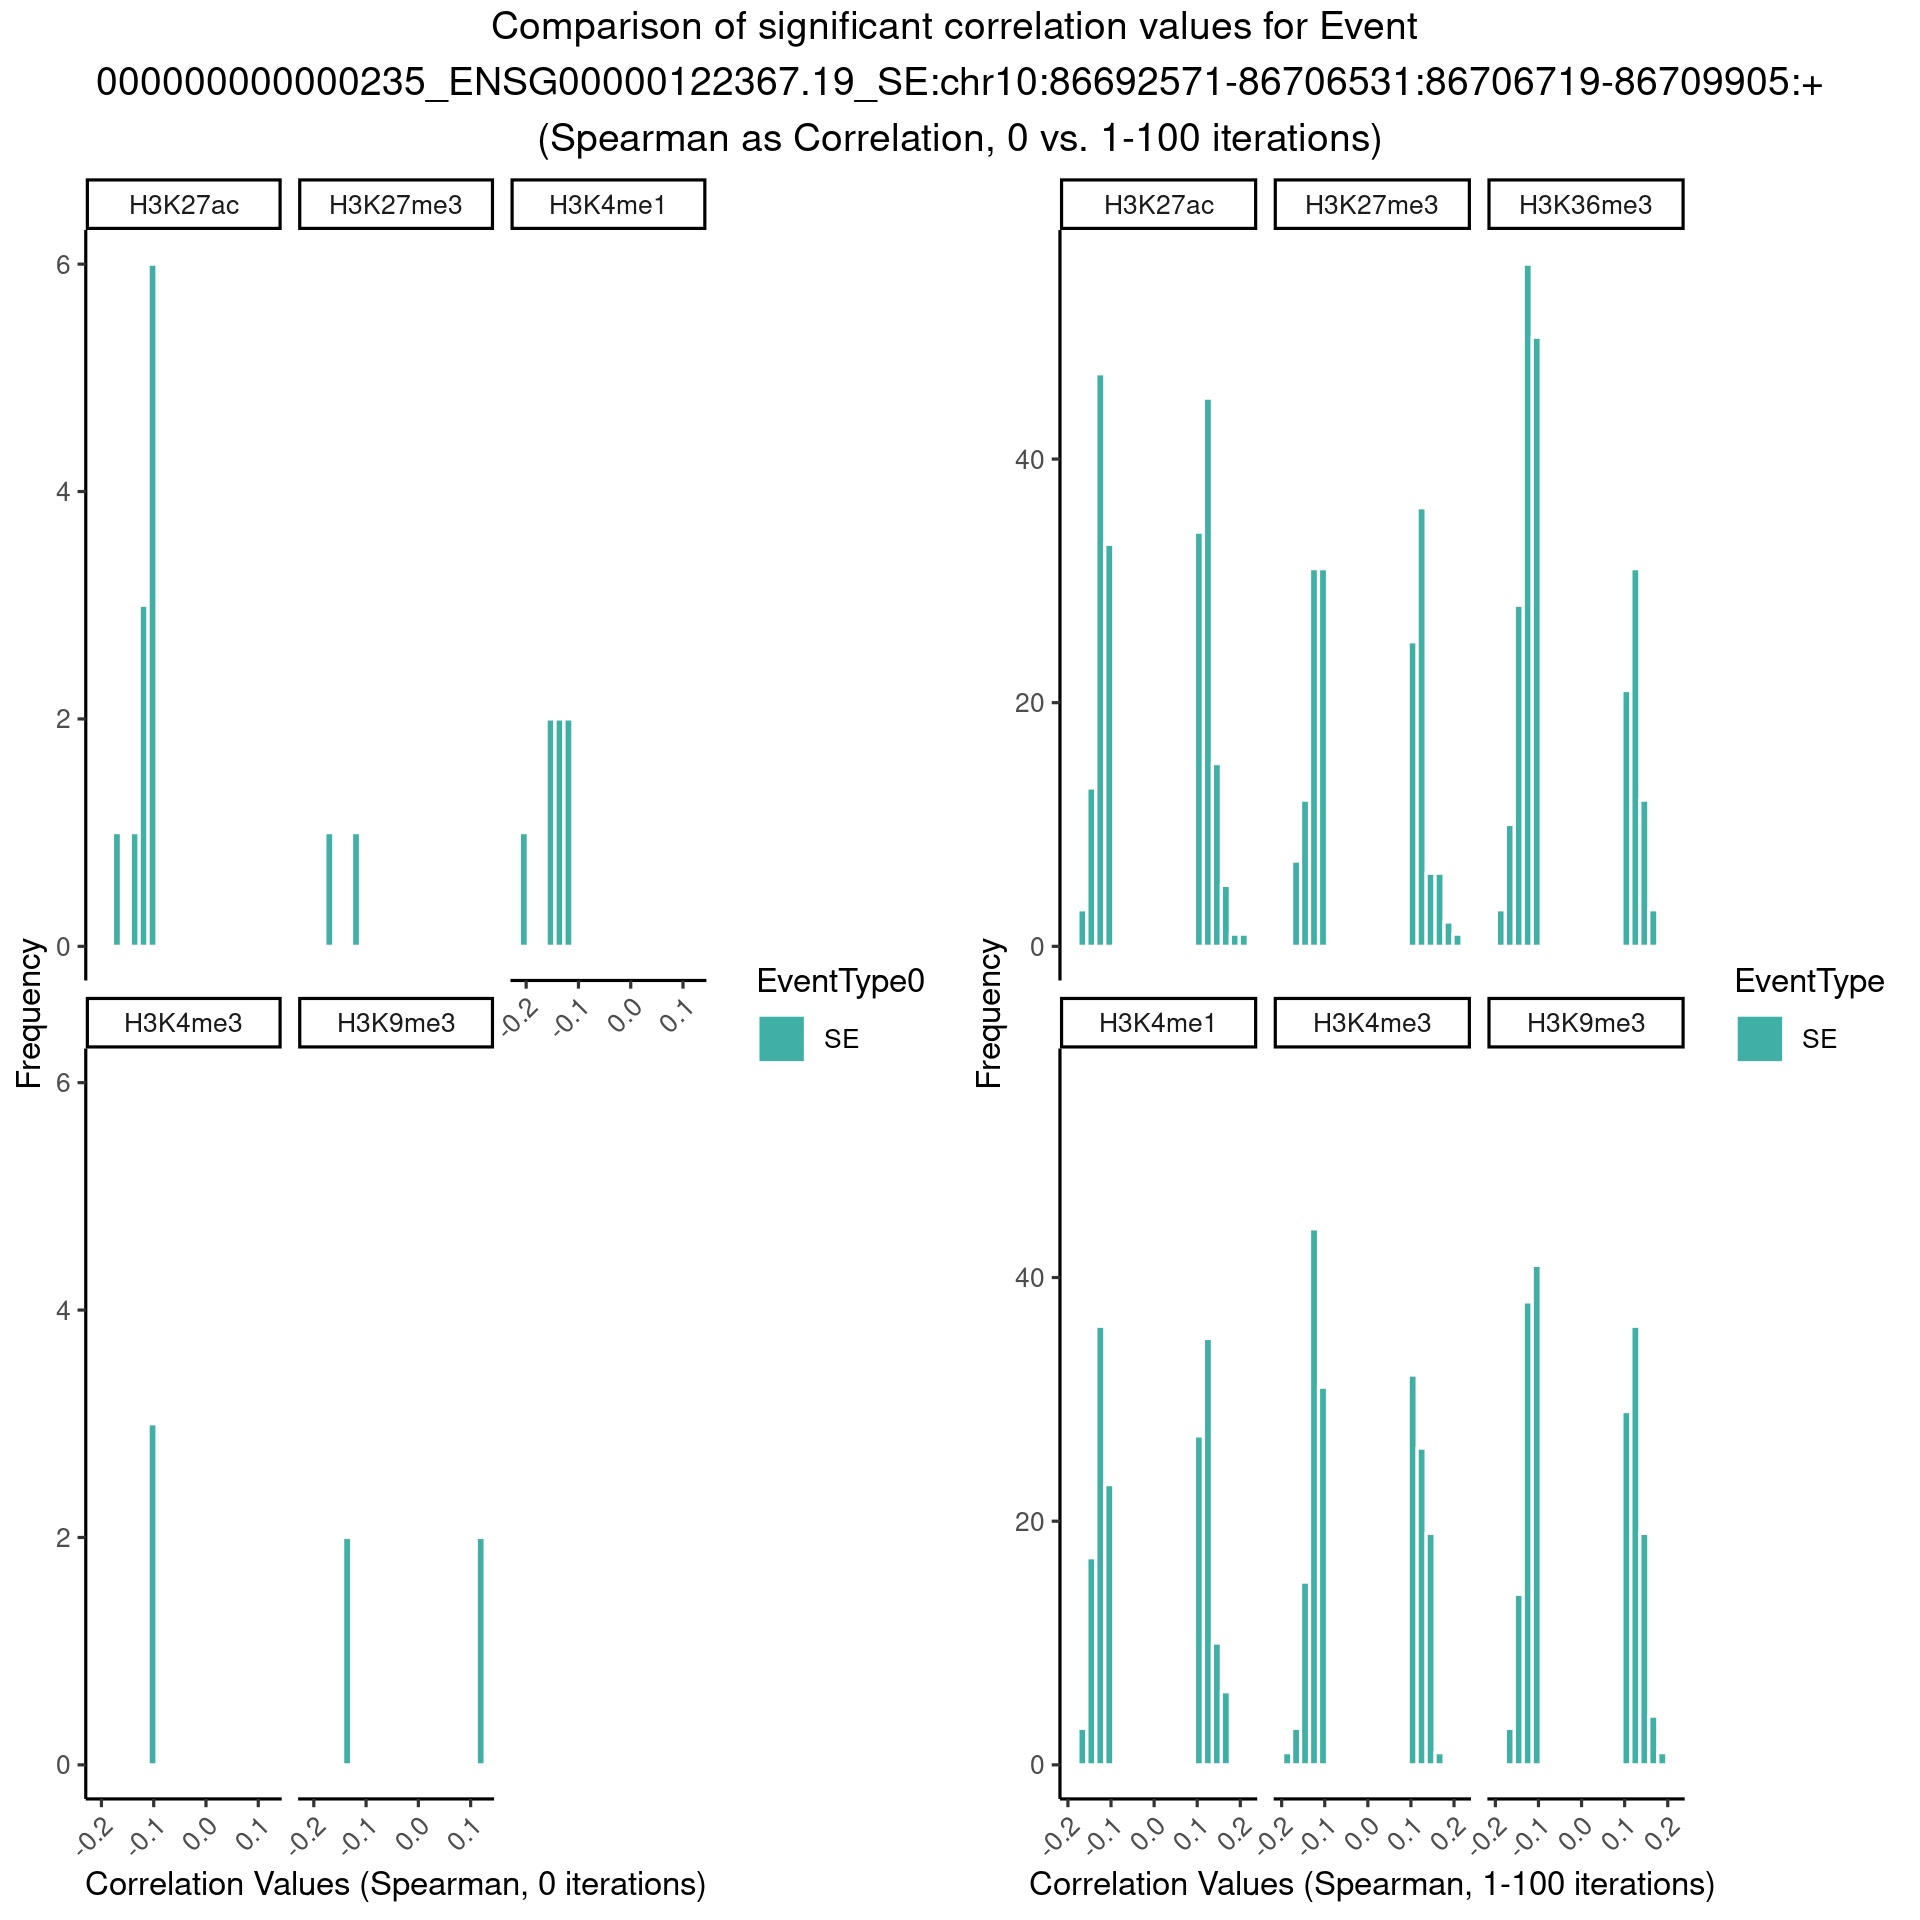 Comparison of significant correlation values for Event
000000000000235_ENSG00000122367.19_SE:chr10:86692571-86706531:86706719-86709905:+
(Spearman as Correlation, 0 vs. 1-100 iterations)
H3K27ac H3K27me3 H3K4me1
6
4
2
0
-0.2 -0.1 0.0 0.1
H3K4me3 H3K9me3
6
4
2
0
-0.2 -0.1 0.0 0.1 -0.2 -0.1 0.0 0.1
Frequency
Correlation Values (Spearman, 0 iterations)
EventType0
SE
H3K27ac H3K27me3 H3K36me3
40
20
0
H3K4me1 H3K4me3 H3K9me3
40
20
0
-0.2 -0.1 0.0 0.1 0.2 -0.2 -0.1 0.0 0.1 0.2 -0.2 -0.1 0.0 0.1 0.2
Frequency
Correlation Values (Spearman, 1-100 iterations)
EventType
SE